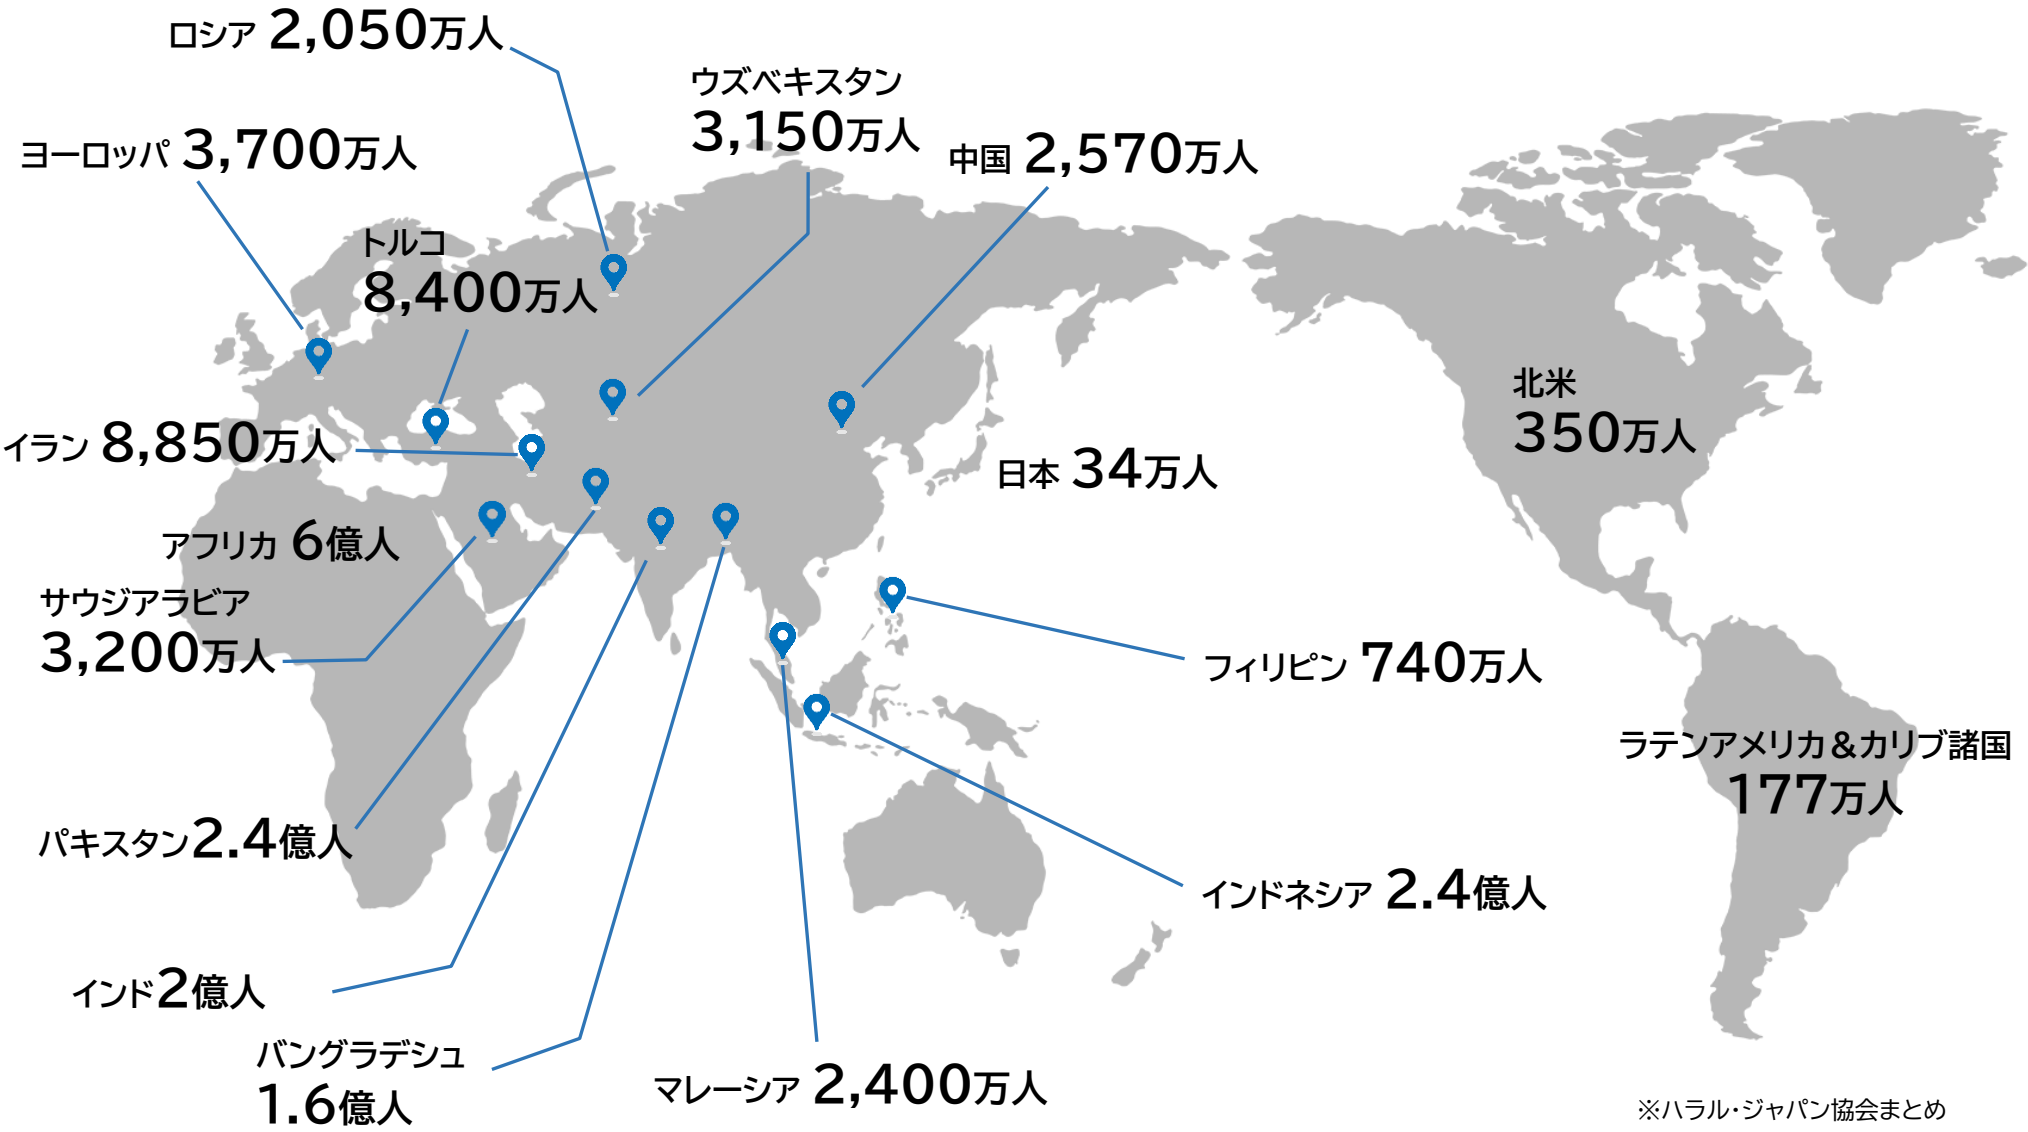 ロシア 2,050万人
ウズベキスタン
3,150万人
ヨーロッパ 3,700万人
中国 2,570万人
トルコ
8,400万人
北米
350万人
イラン 8,850万人
日本 34万人
アフリカ 6億人
サウジアラビア
3,200万人
フィリピン 740万人
ラテンアメリカ&カリブ諸国
177万人
パキスタン2.4億人
インドネシア 2.4億人
インド2億人
バングラデシュ
1.6億人
マレーシア 2,400万人
※ハラル・ジャパン協会まとめ